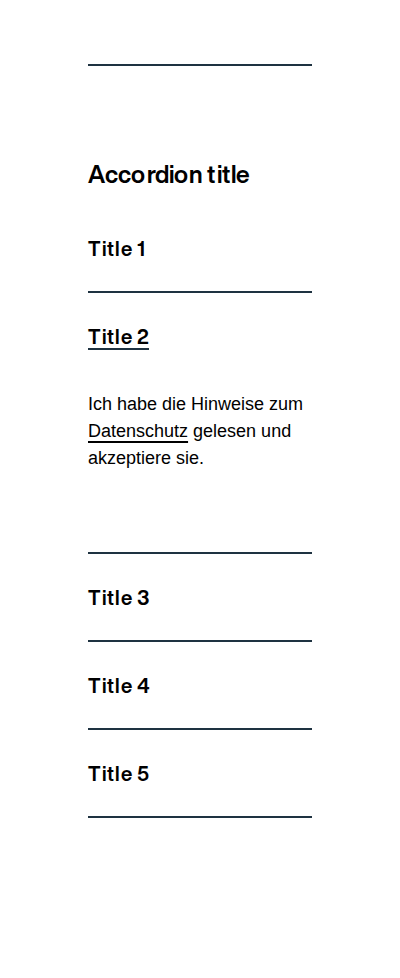 Accordion title
Title 1
Title 2
Ich habe die Hinweise zum
Datenschutz gelesen und
akzeptiere sie.
Title 3
Title 4
Title 5